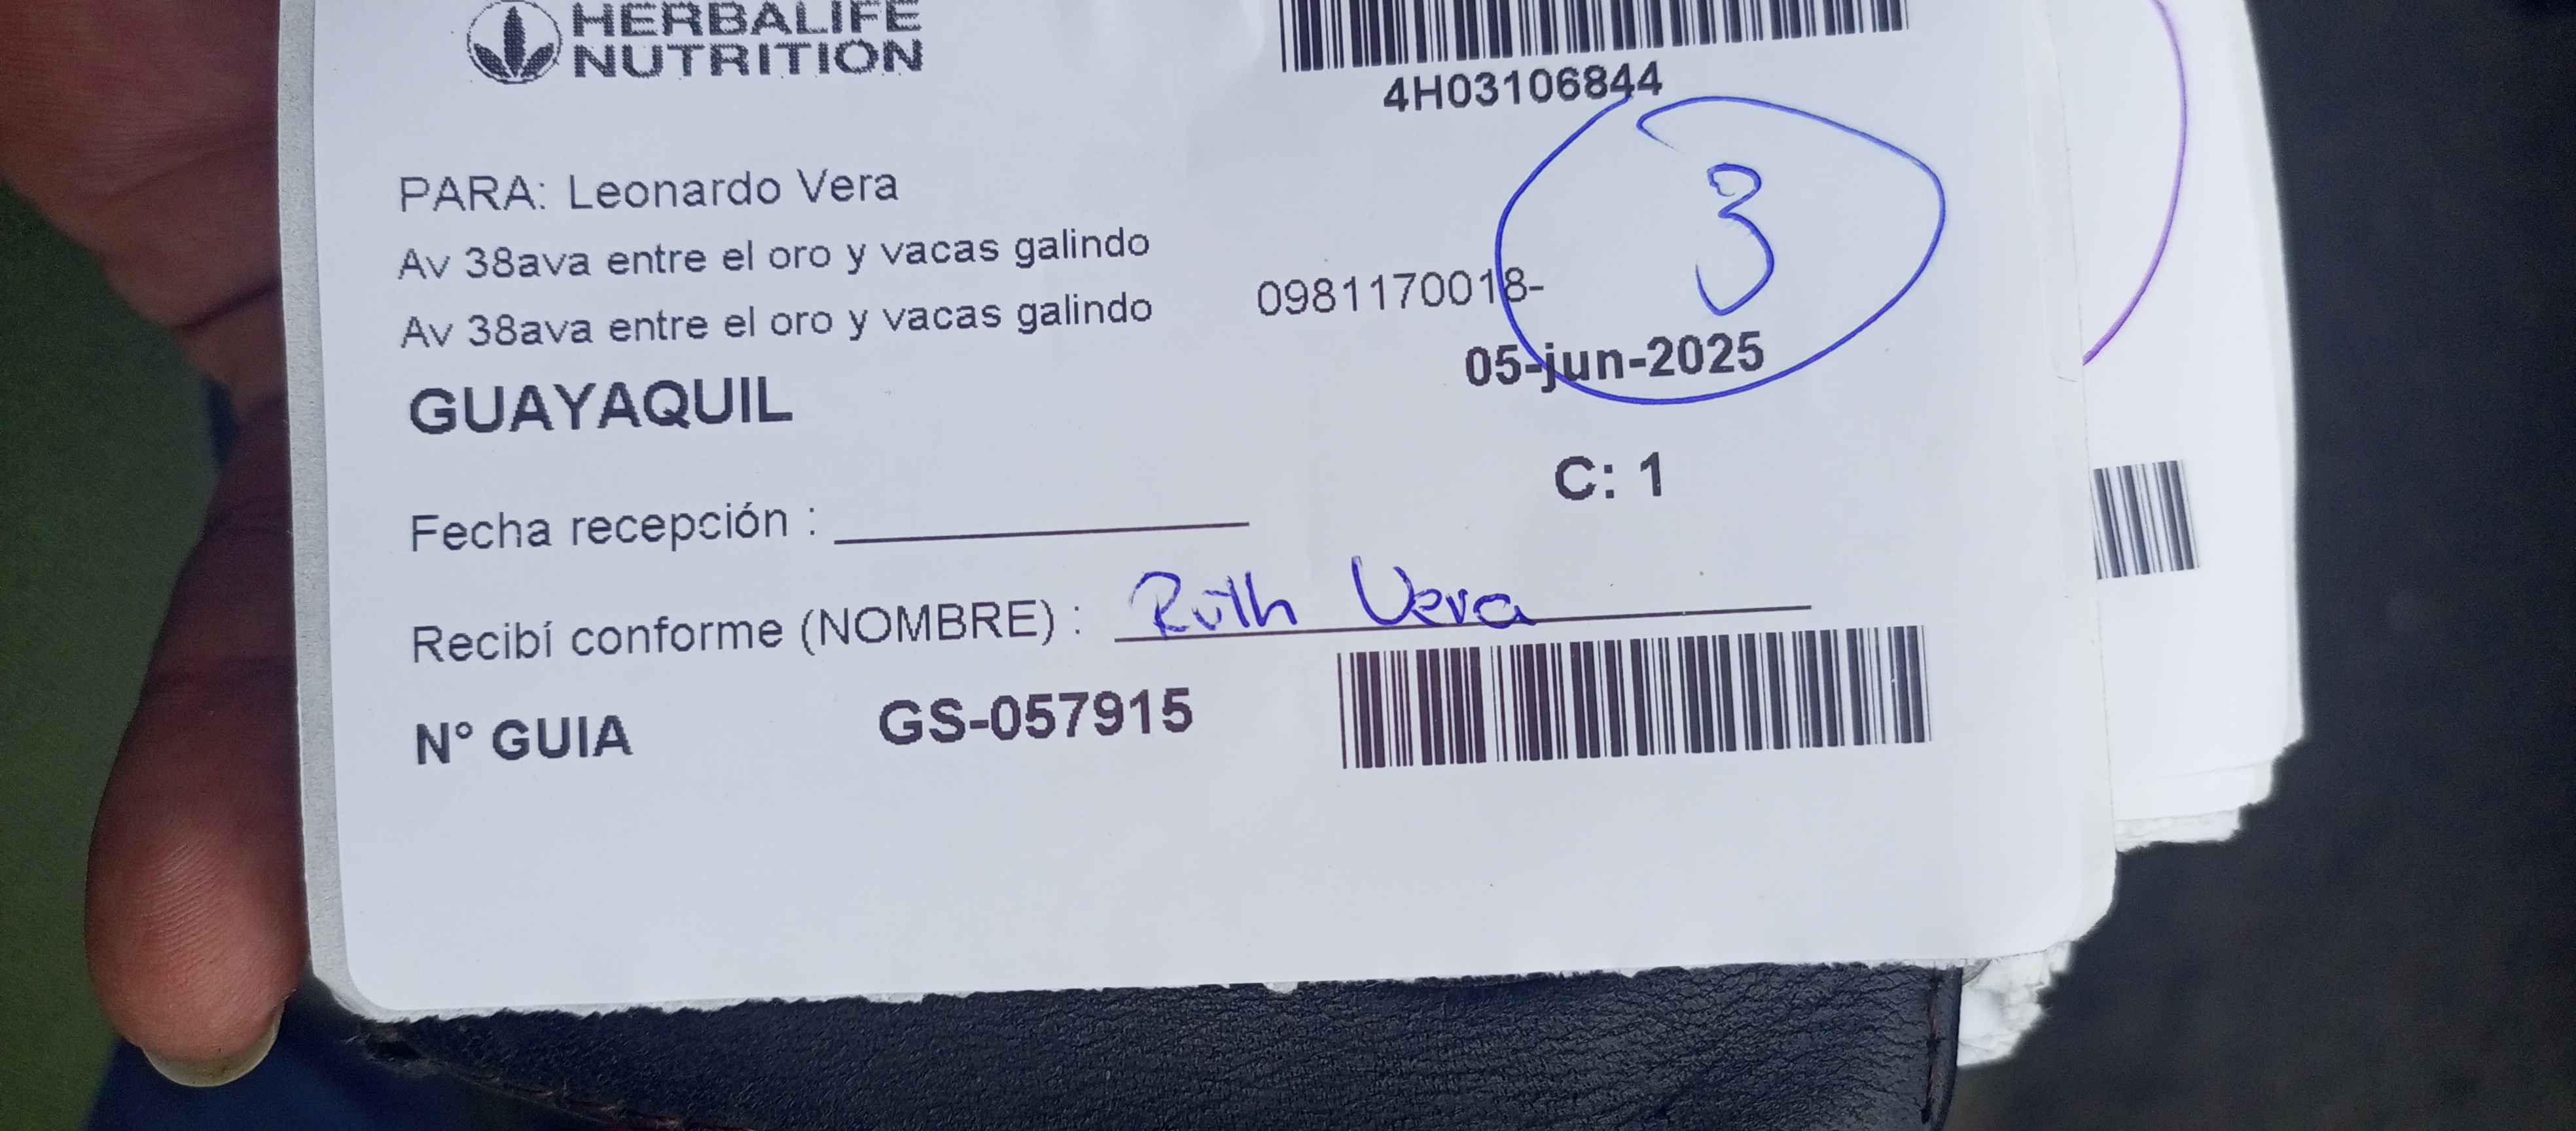 HERBALIFE
NUTRITION
4H03106844
PARA: Leonardo Vera
3
Av 38ava entre el oro y vacas galindo
Av 38ava entre el oro y vacas galindo
0981170018-
05-jun-2025
GUAYAQUIL
C: 1
Fecha recepción :
Recibí conforme (NOMBRE) : Ruth Vera
N° GUIA GS-057915